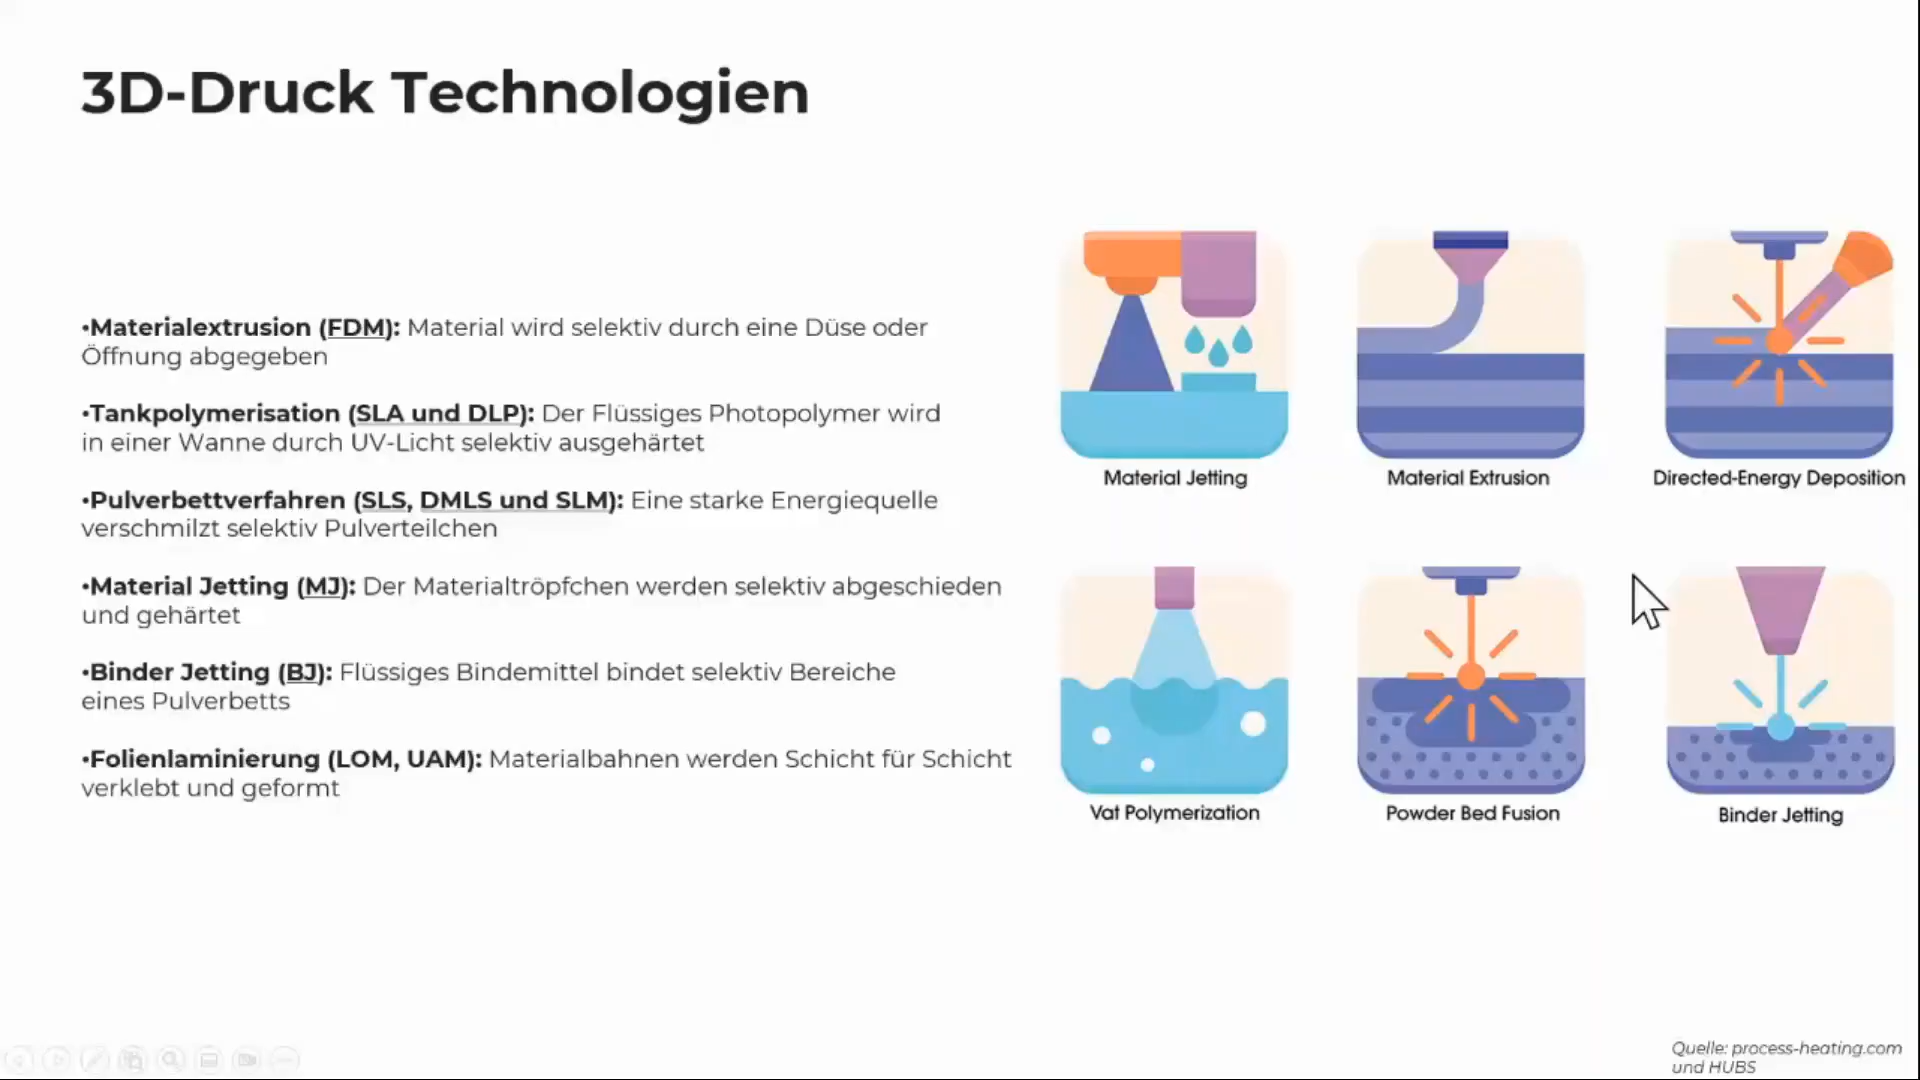 3D-Druck Technologien
•Materialextrusion (FDM): Material wird selektiv durch eine Düse oder
Öffnung abgegeben
•Tankpolymerisation (SLA und DLP): Der Flüssiges Photopolymer wird
in einer Wanne durch UV-Licht selektiv ausgehärtet
•Pulverbettverfahren (SLS, DMLS und SLM): Eine starke Energiequelle
verschmilzt selektiv Pulverteilchen
•Material Jetting (MJ): Der Materialtröpfchen werden selektiv abgeschieden
und gehärtet
•Binder Jetting (BJ): Flüssiges Bindemittel bindet selektiv Bereiche
eines Pulverbetts
•Folienlaminierung (LOM, UAM): Materialbahnen werden Schicht für Schicht
verklebt und geformt
Material Jetting
Material Extrusion
Directed-Energy Deposition
Vat Polymerization
Powder Bed Fusion
Binder Jetting
Quelle: process-heating.com
und HUBS